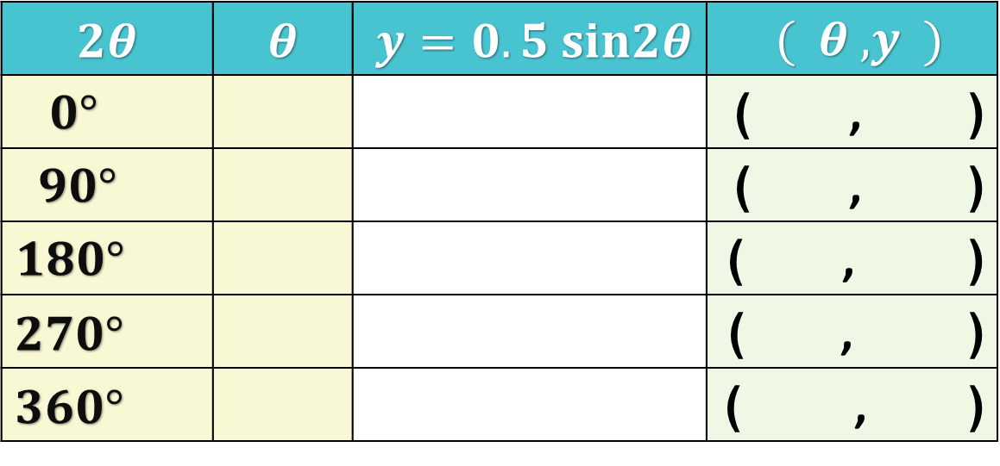 2θ θ y = 0.5 sin2θ ( θ ,y )
0° ( , )
90° ( , )
180° ( , )
270° ( , )
360° ( , )